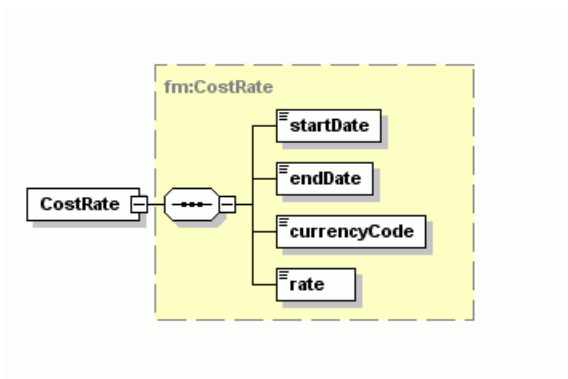 fm:CostRate
startDate
endDate
CostRate
currencyCode
rate